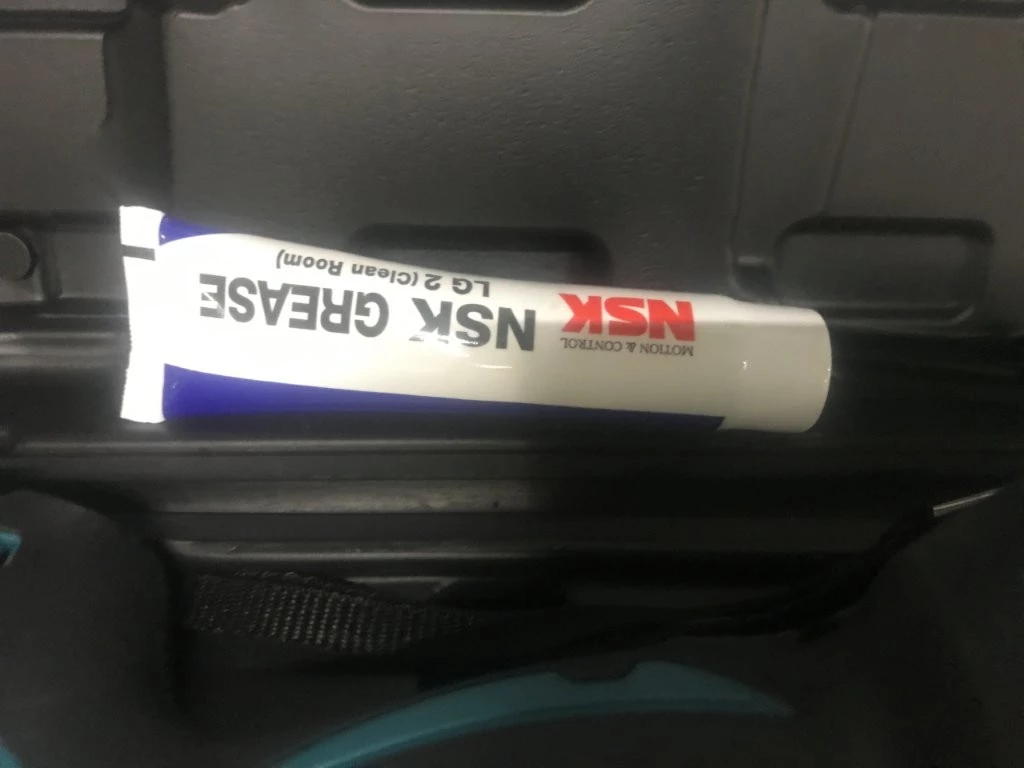 MOTION & CONTROL
NSK
NSK GREASE
LG 2 (Clean Room)